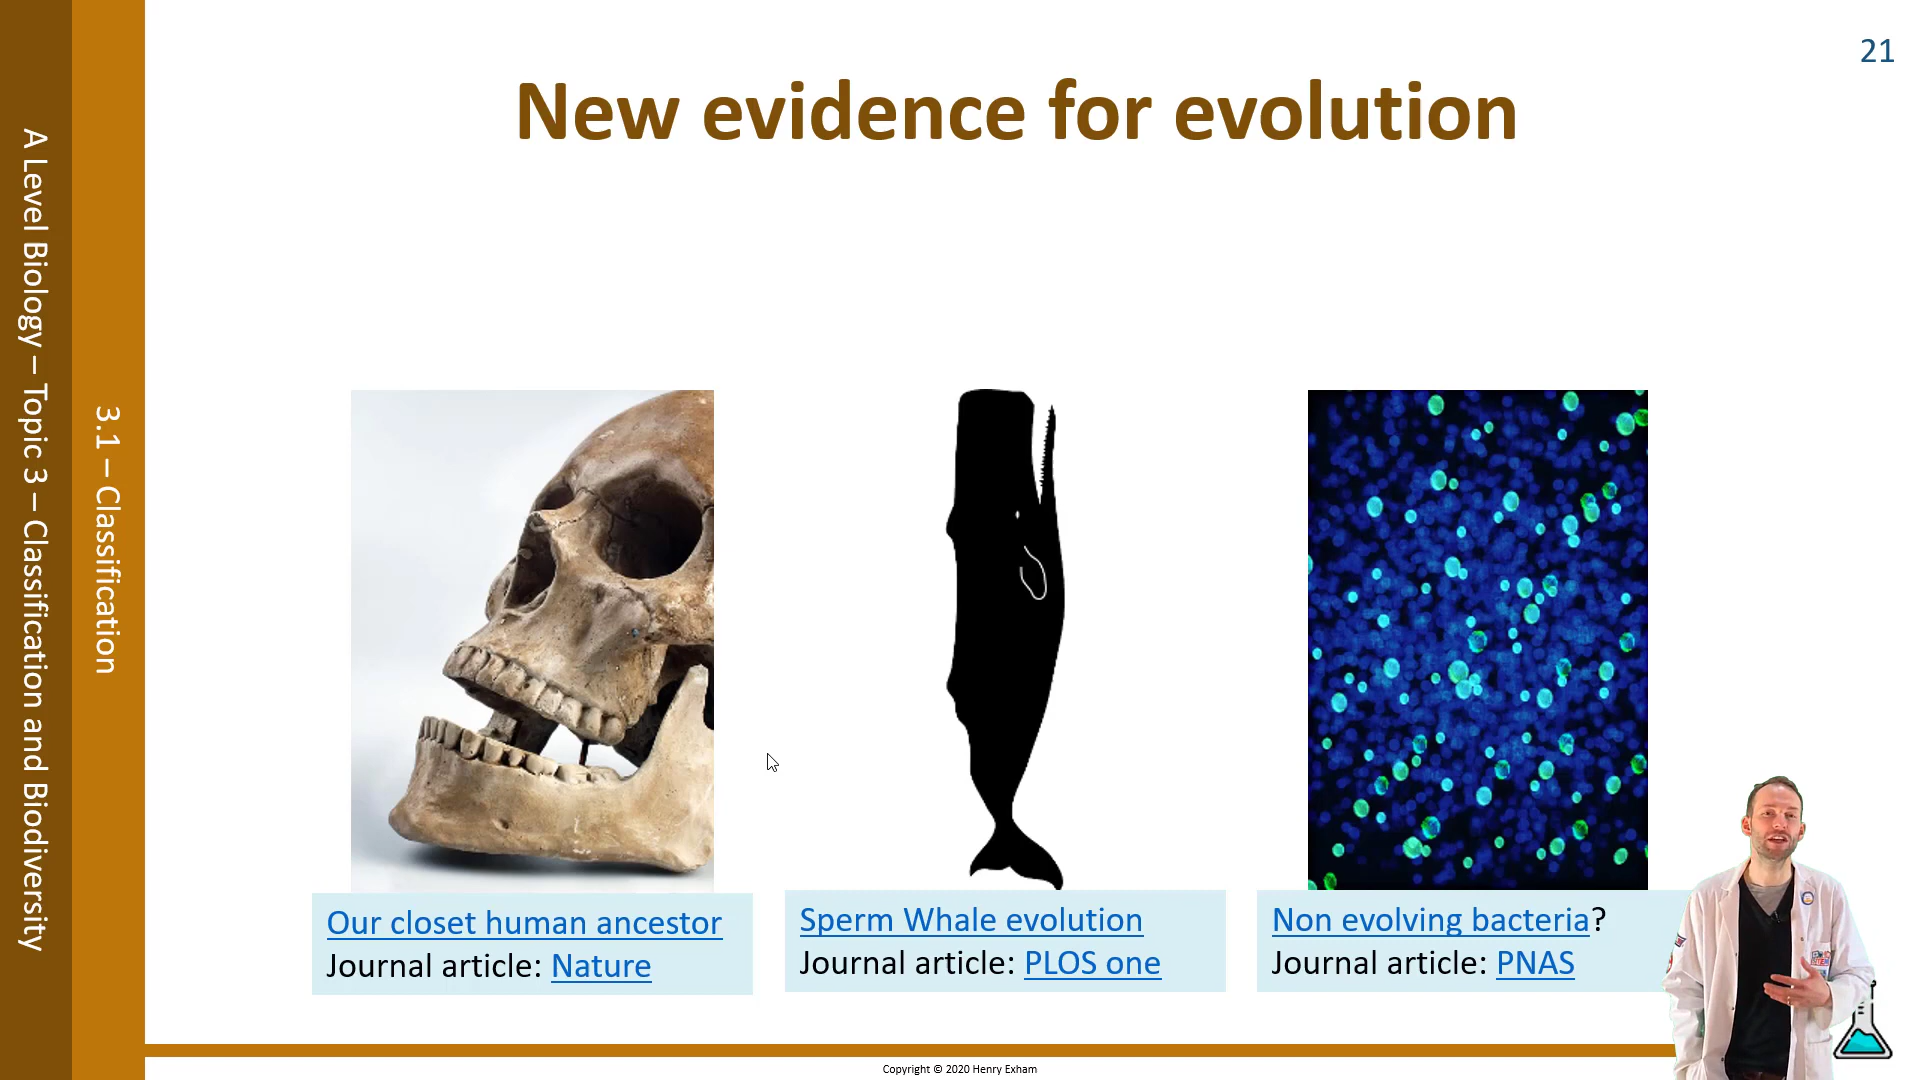 21
New evidence for evolution
A Level Biology – Topic 3 – Classification and Biodiversity
3.1 – Classification
Our closet human ancestor
Journal article: Nature
Sperm Whale evolution
Journal article: PLOS one
Non evolving bacteria?
Journal article: PNAS
Copyright © 2020 Henry Exham